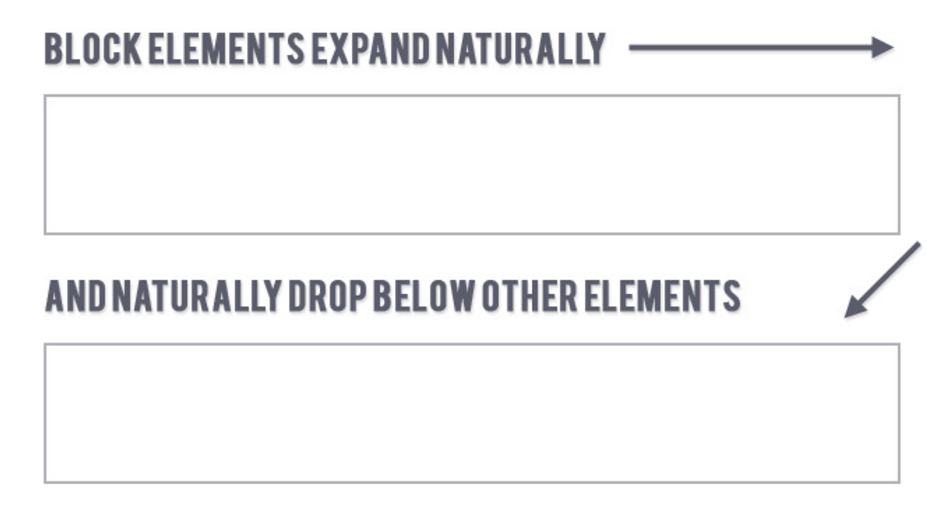 BLOCK ELEMENTS EXPAND NATURALLY
AND NATURALLY DROP BELOW OTHER ELEMENTS